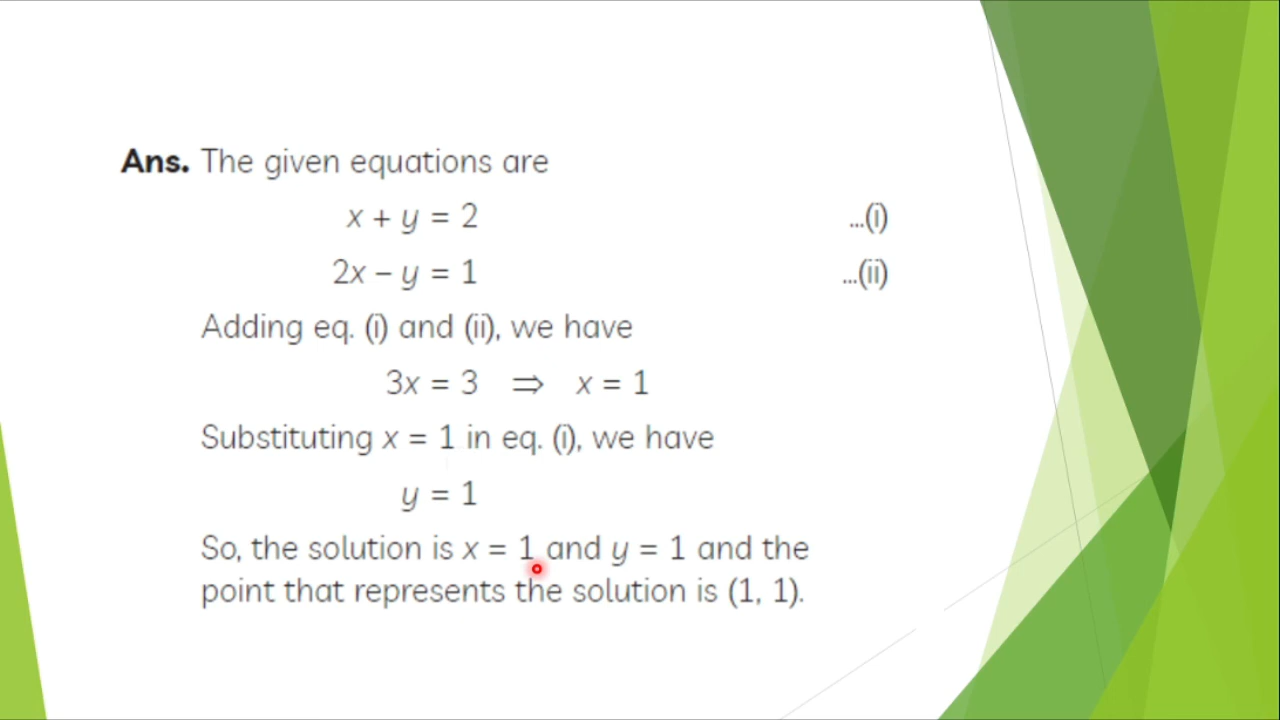 Ans. The given equations are
x + y = 2 ...(i)
2x – y = 1 ...(ii)
Adding eq. (i) and (ii), we have
3x = 3 ⇒ x = 1
Substituting x = 1 in eq. (i), we have
y = 1
So, the solution is x = 1 and y = 1 and the
point that represents the solution is (1, 1).